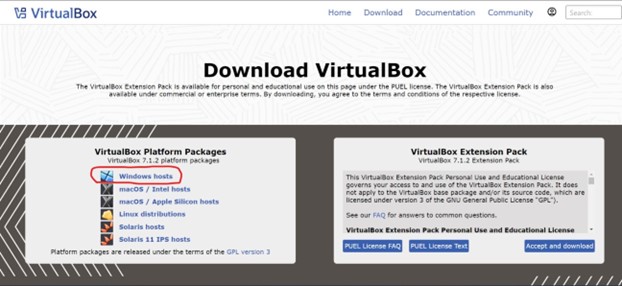 VirtualBox
Home Download Documentation Community Search:
Download VirtualBox
The VirtualBox Extension Pack is available for personal and educational use on this page under the PUEL license. The VirtualBox Extension Pack is also
available under commercial or enterprise terms. By downloading, you agree to the terms and conditions of the respective license.
VirtualBox Platform Packages
VirtualBox 7.1.2 platform packages
Windows hosts
macOS / Intel hosts
macOS / Apple Silicon hosts
Linux distributions
Solaris hosts
Solaris 11 IPS hosts
Platform packages are released under the terms of the GPL version 3
VirtualBox Extension Pack
VirtualBox 7.1.2 Extension Pack
This VirtualBox Extension Pack Personal Use and Educational License
governs your access to and use of the VirtualBox Extension Pack. It does
not apply to the VirtualBox base package and/or its source code, which are
licensed under version 3 of the GNU General Public License "GPL").
See our FAQ for answers to common questions.
VirtualBox Extension Pack Personal Use and Educational License
PUEL License FAQ PUEL License Text Accept and download